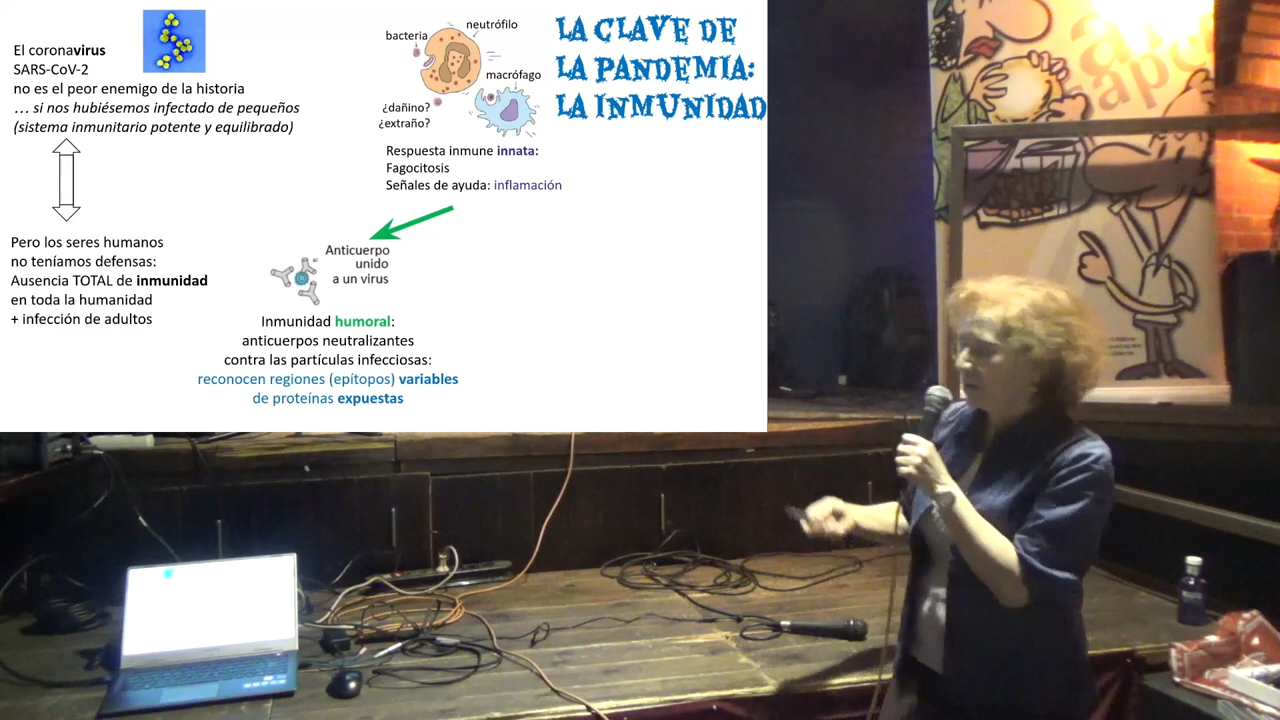 El coronavirus
SARS-CoV-2
no es el peor enemigo de la historia
… si nos hubiésemos infectado de pequeños
(sistema inmunitario potente y equilibrado)
Pero los seres humanos
no teníamos defensas:
Ausencia TOTAL de inmunidad
en toda la humanidad
+ infección de adultos
neutrófilo
bacteria
macrófago
¿dañino?
¿extraño?
Respuesta inmune innata:
Fagocitosis
Señales de ayuda: inflamación
Anticuerpo
unido
a un virus
Inmunidad humoral:
anticuerpos neutralizantes
contra las partículas infecciosas:
reconocen regiones (epítopos) variables
de proteínas expuestas
LA CLAVE DE
LA PANDEMIA:
LA INMUNIDAD